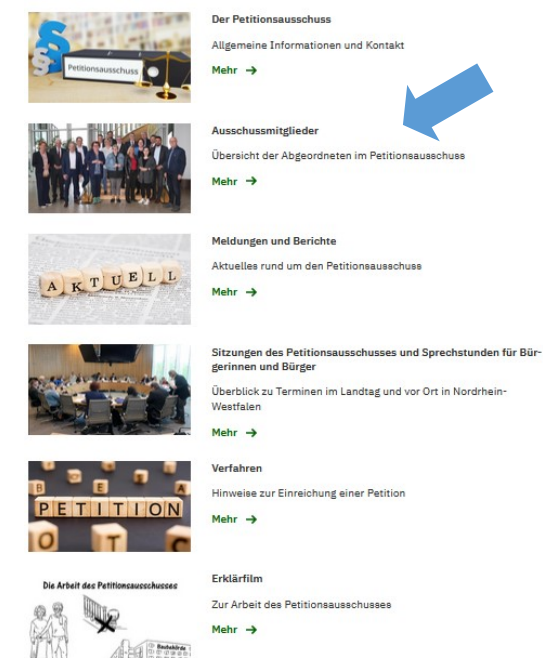 Der Petitionsausschuss
Petitionsausschuss
Allgemeine Informationen und Kontakt
Mehr →
Ausschussmitglieder
Übersicht der Abgeordneten im Petitionsausschuss
Mehr →
Meldungen und Berichte
AKTUELL
Aktuelles rund um den Petitionsausschuss
Mehr →
Sitzungen des Petitionsausschusses und Sprechstunden für Bür-
gerinnen und Bürger
Überblick zu Terminen im Landtag und vor Ort in Nordrhein-
Westfalen
Mehr →
Verfahren
PETITION
Hinweise zur Einreichung einer Petition
Mehr →
Erklärfilm
Die Arbeit des Petitionsausschusses
Zur Arbeit des Petitionsausschusses
Mehr →
Baubehörde